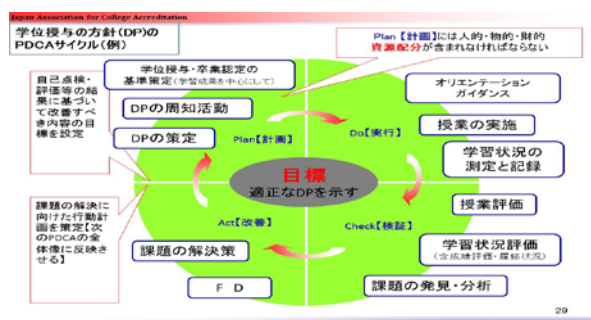 Japan Association for College Accreditation
学位授与の方針(DP)の
PDCAサイクル(例)
Plan【計画】には人的・物的・財的
資源配分が含まれなければならない
自己点検・
評価等の結
果に基づい
て改善すべ
き内容の目
標を設定
学位授与・卒業認定の
基準策定(学習成果を中心にして)
DPの周知活動
DPの策定
Plan【計画】
Do【実行】
オリエンテーション
ガイダンス
授業の実施
学習状況の
測定と記録
目標
適正なDPを示す
課題の解決に
向けた行動計
画を策定【次
のPDCAの全
体像に反映さ
せる】
Act【改善】
Check【検証】
課題の解決策
FD
授業評価
学習状況評価
(含成績評価・履修状況)
課題の発見・分析
29